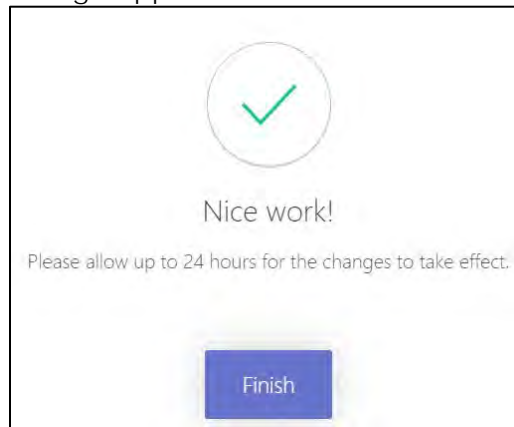 Nice work!
Please allow up to 24 hours for the changes to take effect.
Finish